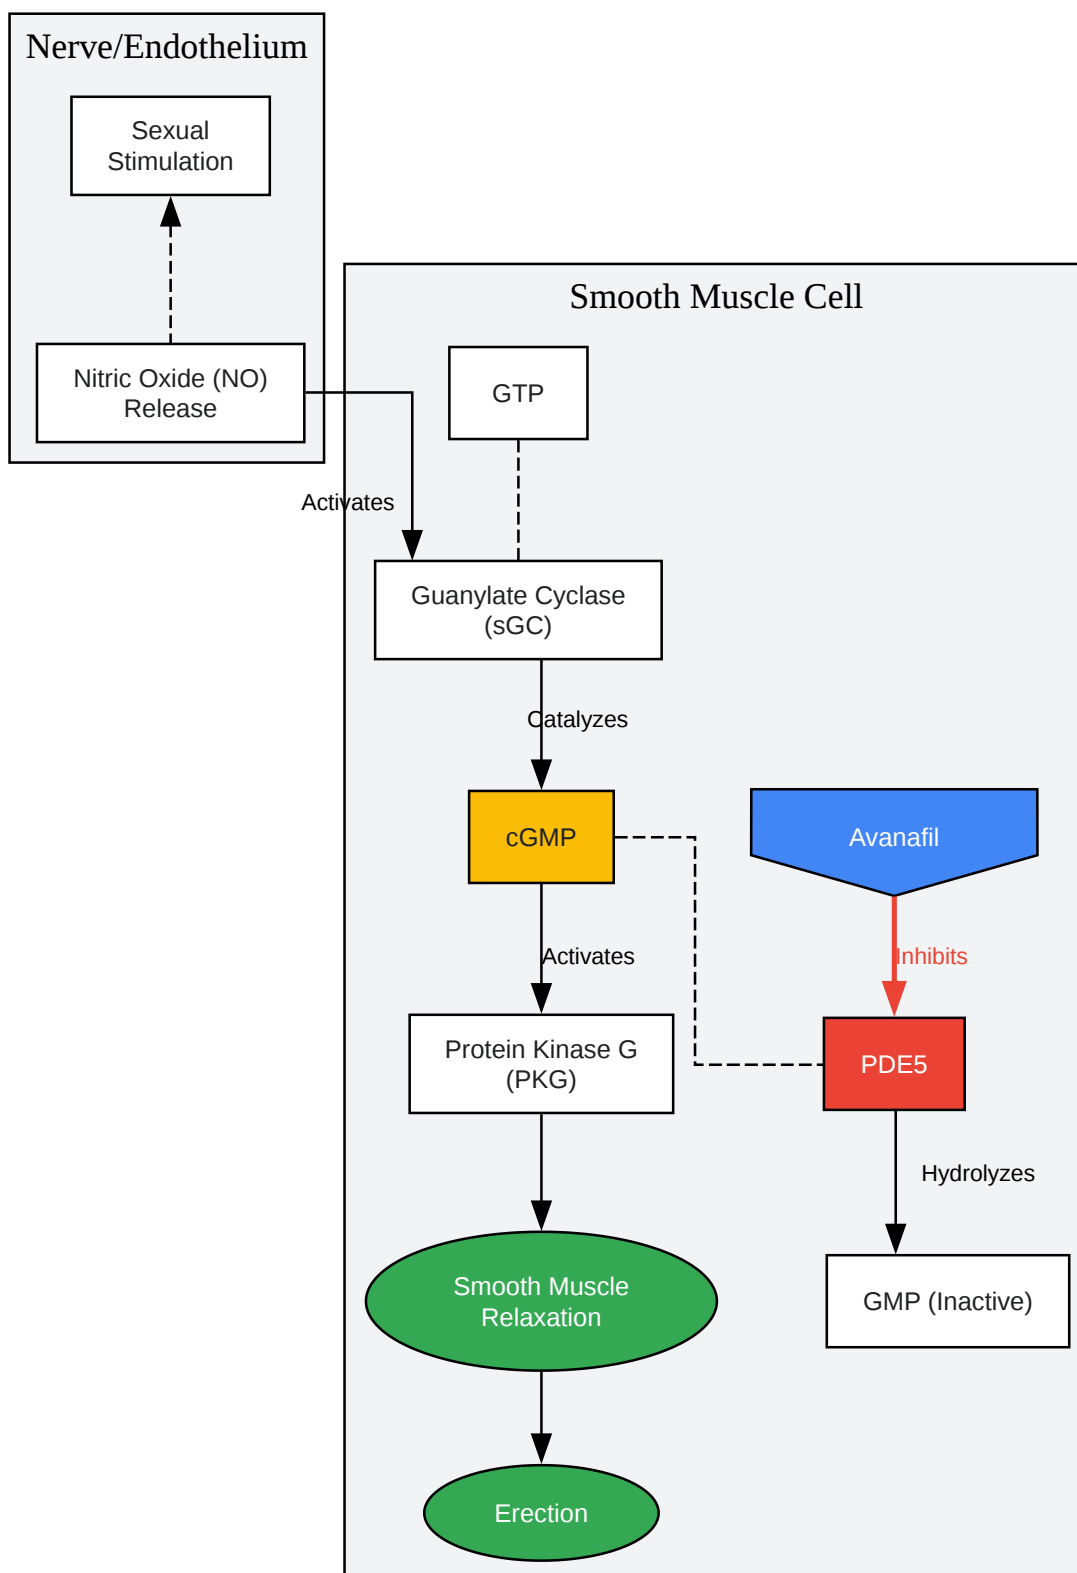 Nerve/Endothelium
Sexual
Stimulation
Nitric Oxide (NO)
Release
Smooth Muscle Cell
GTP
Activates
Guanylate Cyclase
(sGC)
Catalyzes
cGMP
Avanafil
Activates
Inhibits
Protein Kinase G
(PKG)
PDE5
Hydrolyzes
Smooth Muscle
Relaxation
GMP (Inactive)
Erection